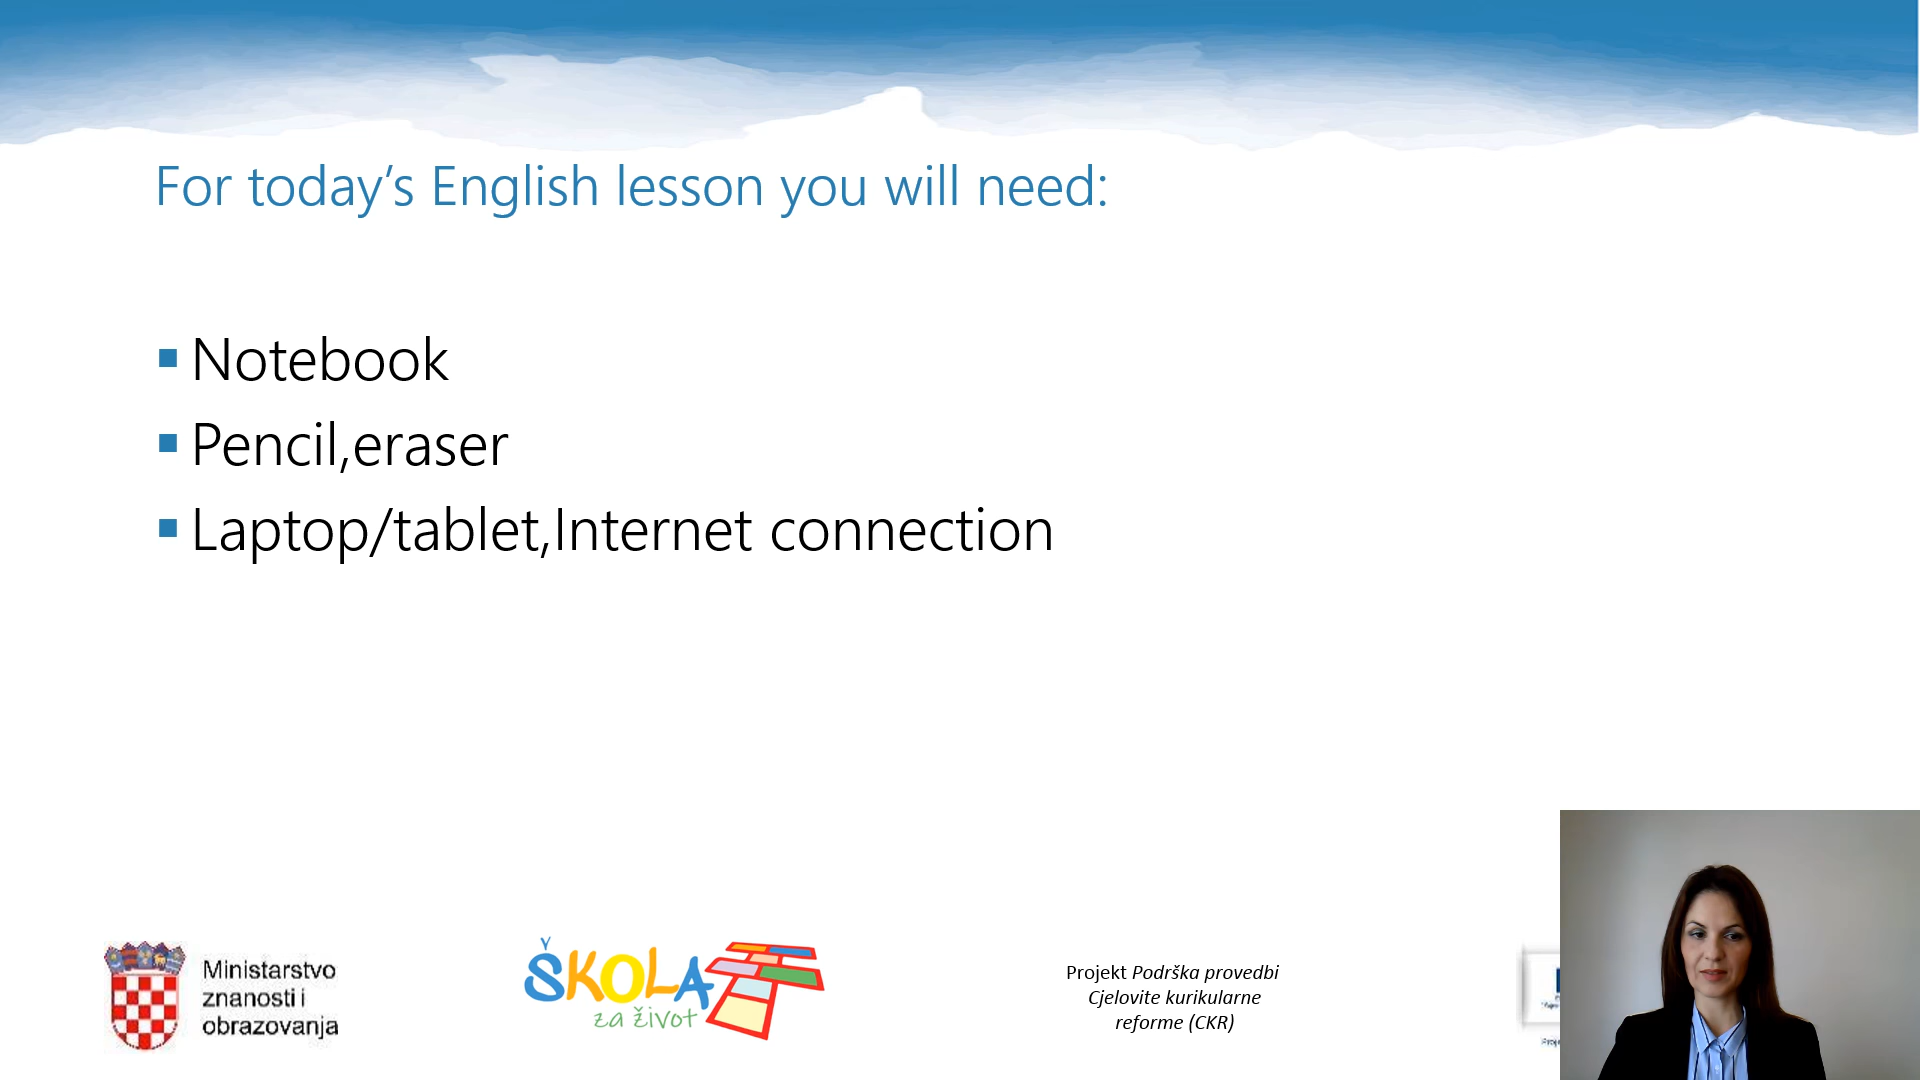 For today’s English lesson you will need:
Notebook
Pencil,eraser
Laptop/tablet,Internet connection
Ministarstvo
znanosti i
obrazovanja
ŠKOLA
za život
Projekt Podrška provedbi
Cjelovite kurikularne
reforme (CKR)